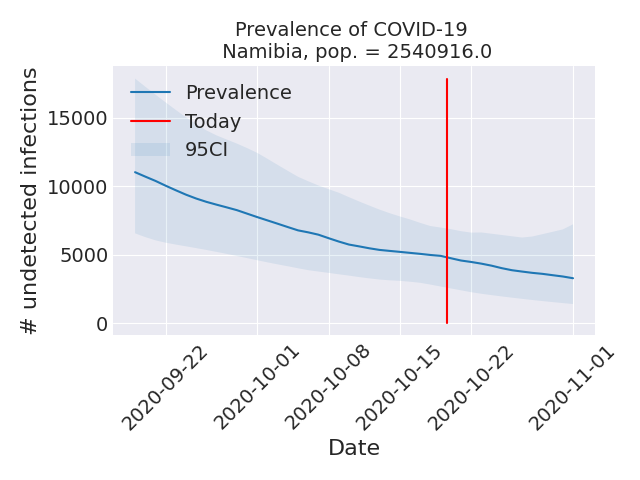 Prevalence of COVID-19
Namibia, pop. = 2540916.0
# undetected infections
15000
10000
5000
0
Prevalence
Today
95CI
2020-09-22
2020-10-01
2020-10-08
2020-10-15
2020-10-22
2020-11-01
Date